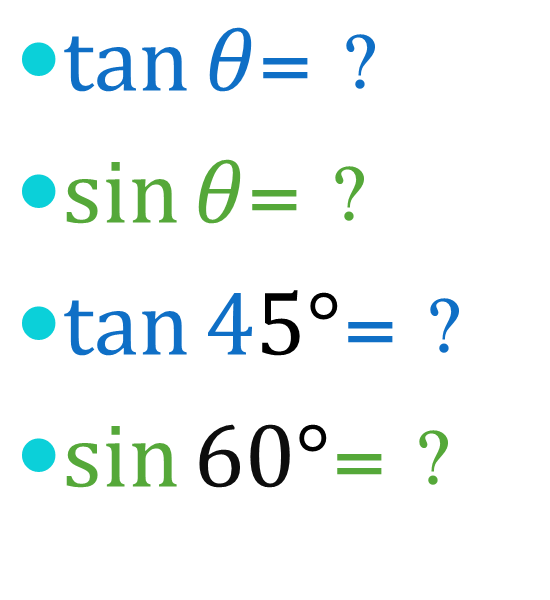 • tan θ= ?
• sin θ= ?
• tan 45°= ?
• sin 60°= ?